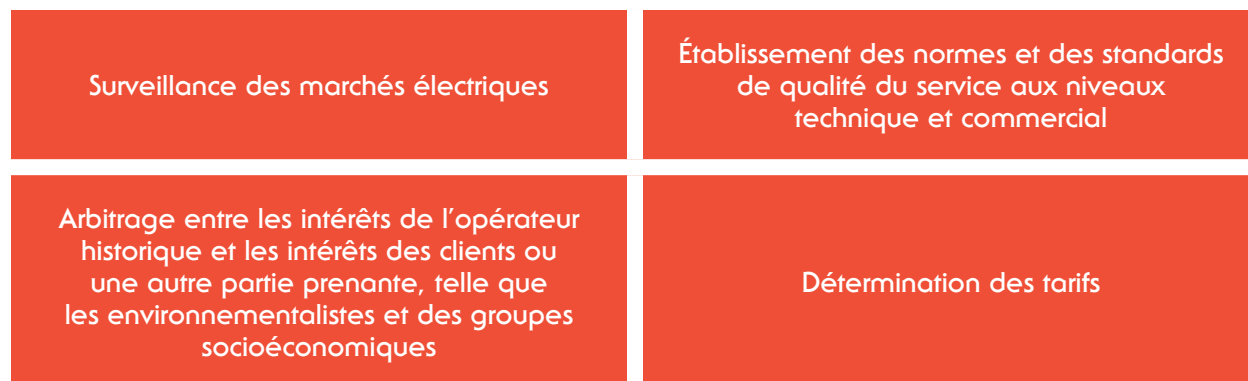 Surveillance des marchés électriques
Établissement des normes et des standards
de qualité du service aux niveaux
technique et commercial
Arbitrage entre les intérêts de l’opérateur
historique et les intérêts des clients ou
une autre partie prenante, telle que
les environnementalistes et des groupes
socioéconomiques
Détermination des tarifs